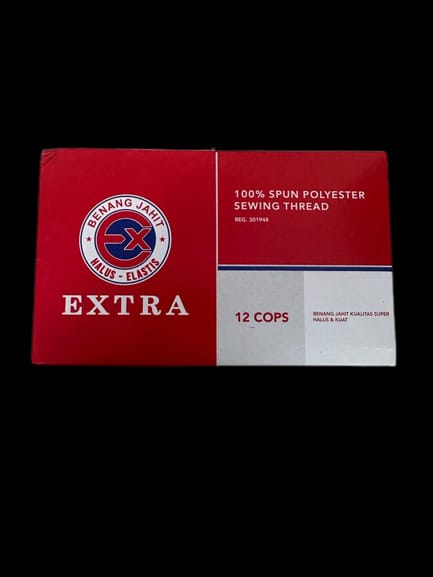 BENANG JAHIT
EX
HALUS - ELASTIS
EXTRA
100% SPUN POLYESTER
SEWING THREAD
REG. 301948
12 COPS
BENANG JAHIT KUALITAS SUPER
HALUS & KUAT